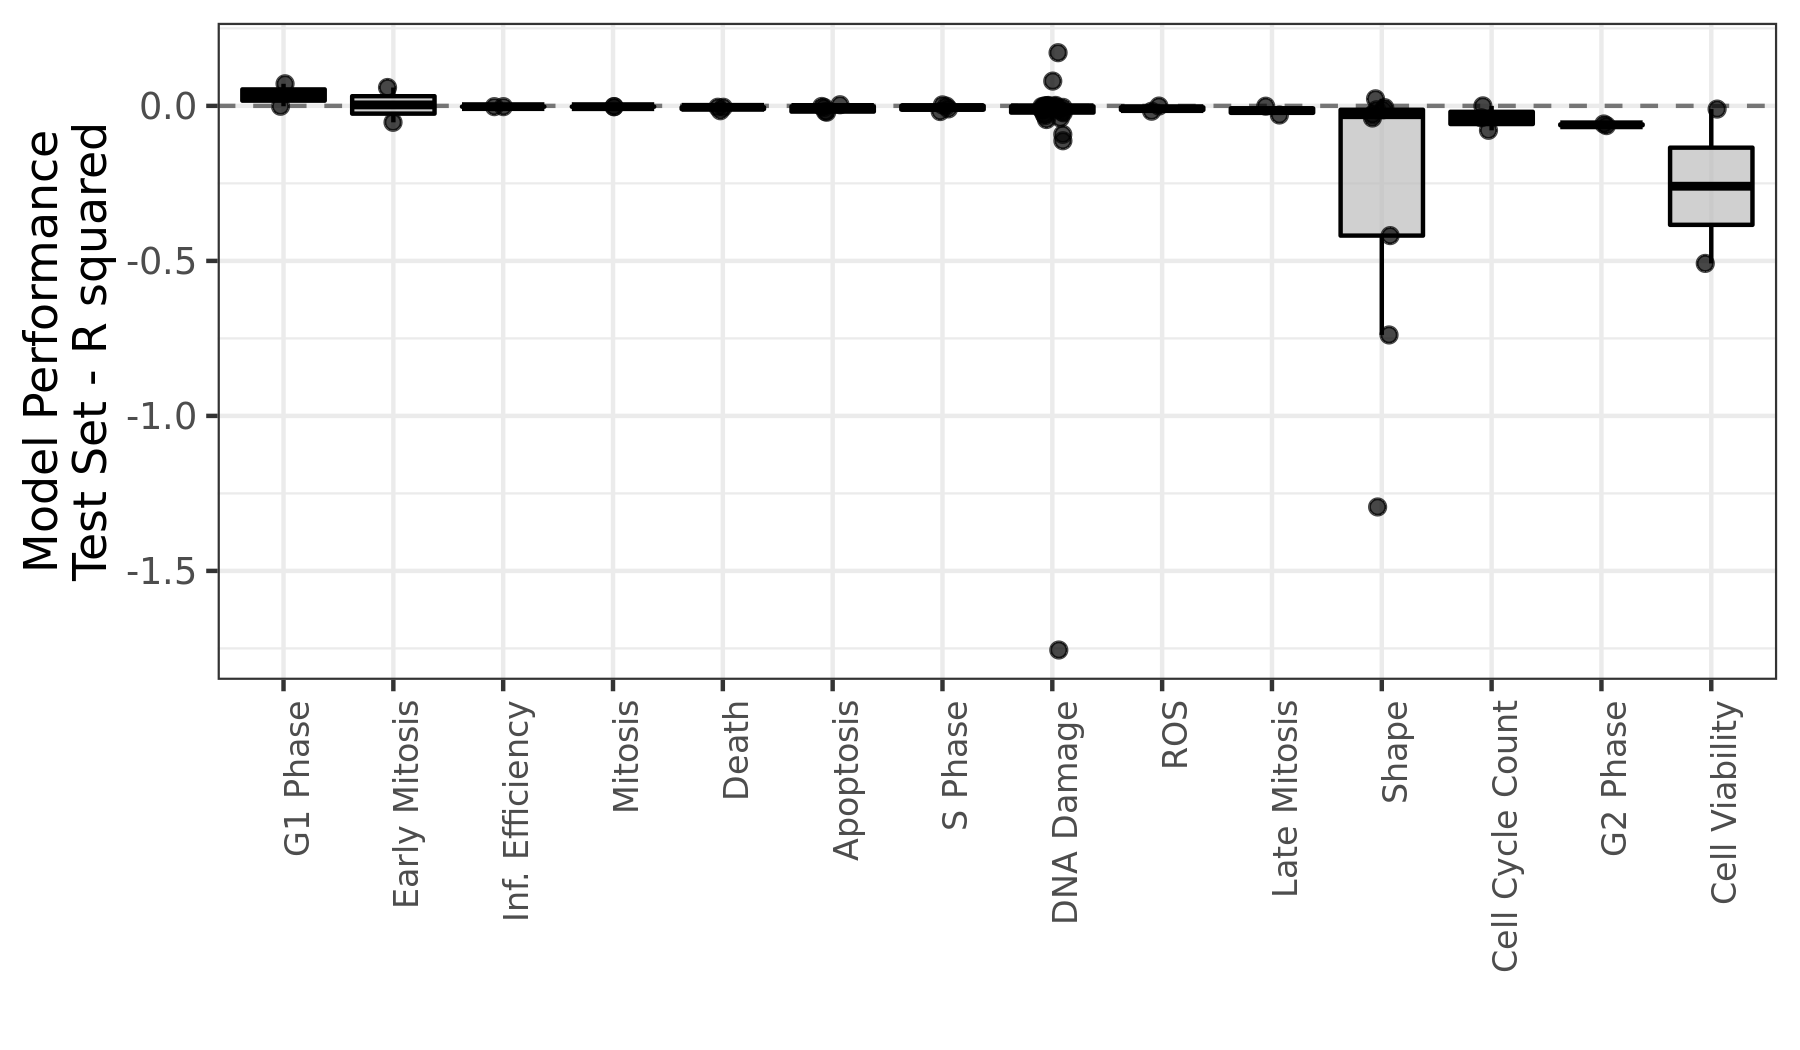 Model Performance
Test Set - R squared
0.0
-0.5
-1.0
-1.5
G1 Phase
Early Mitosis
Inf. Efficiency
Mitosis
Death
Apoptosis
S Phase
DNA Damage
ROS
Late Mitosis
Shape
Cell Cycle Count
G2 Phase
Cell Viability